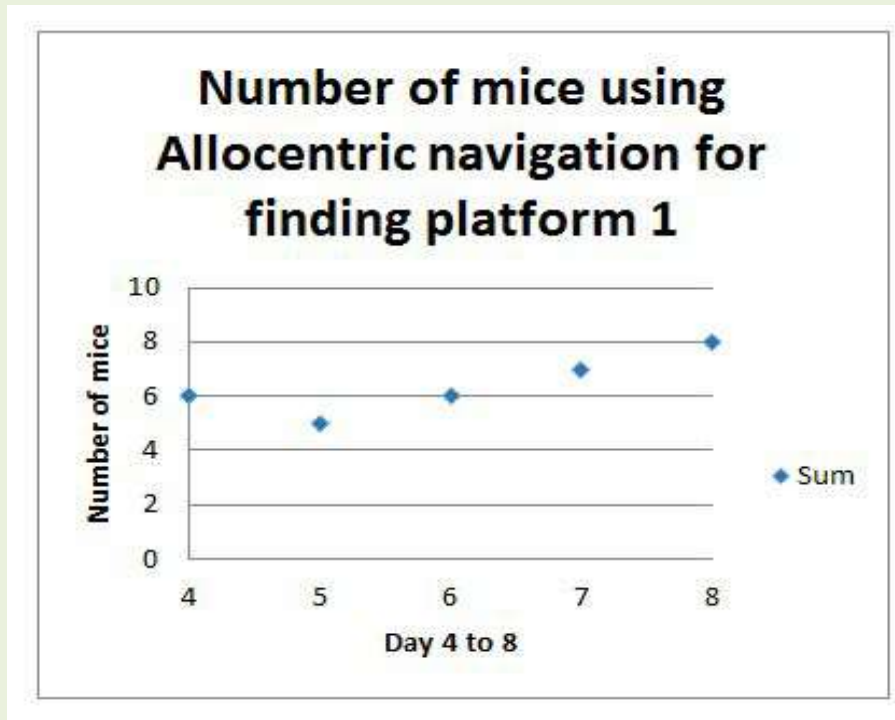 Number of mice using
Allocentric navigation for
finding platform 1
10
8
6
4
2
0
Number of mice
4 5 6 7 8
Day 4 to 8
Sum